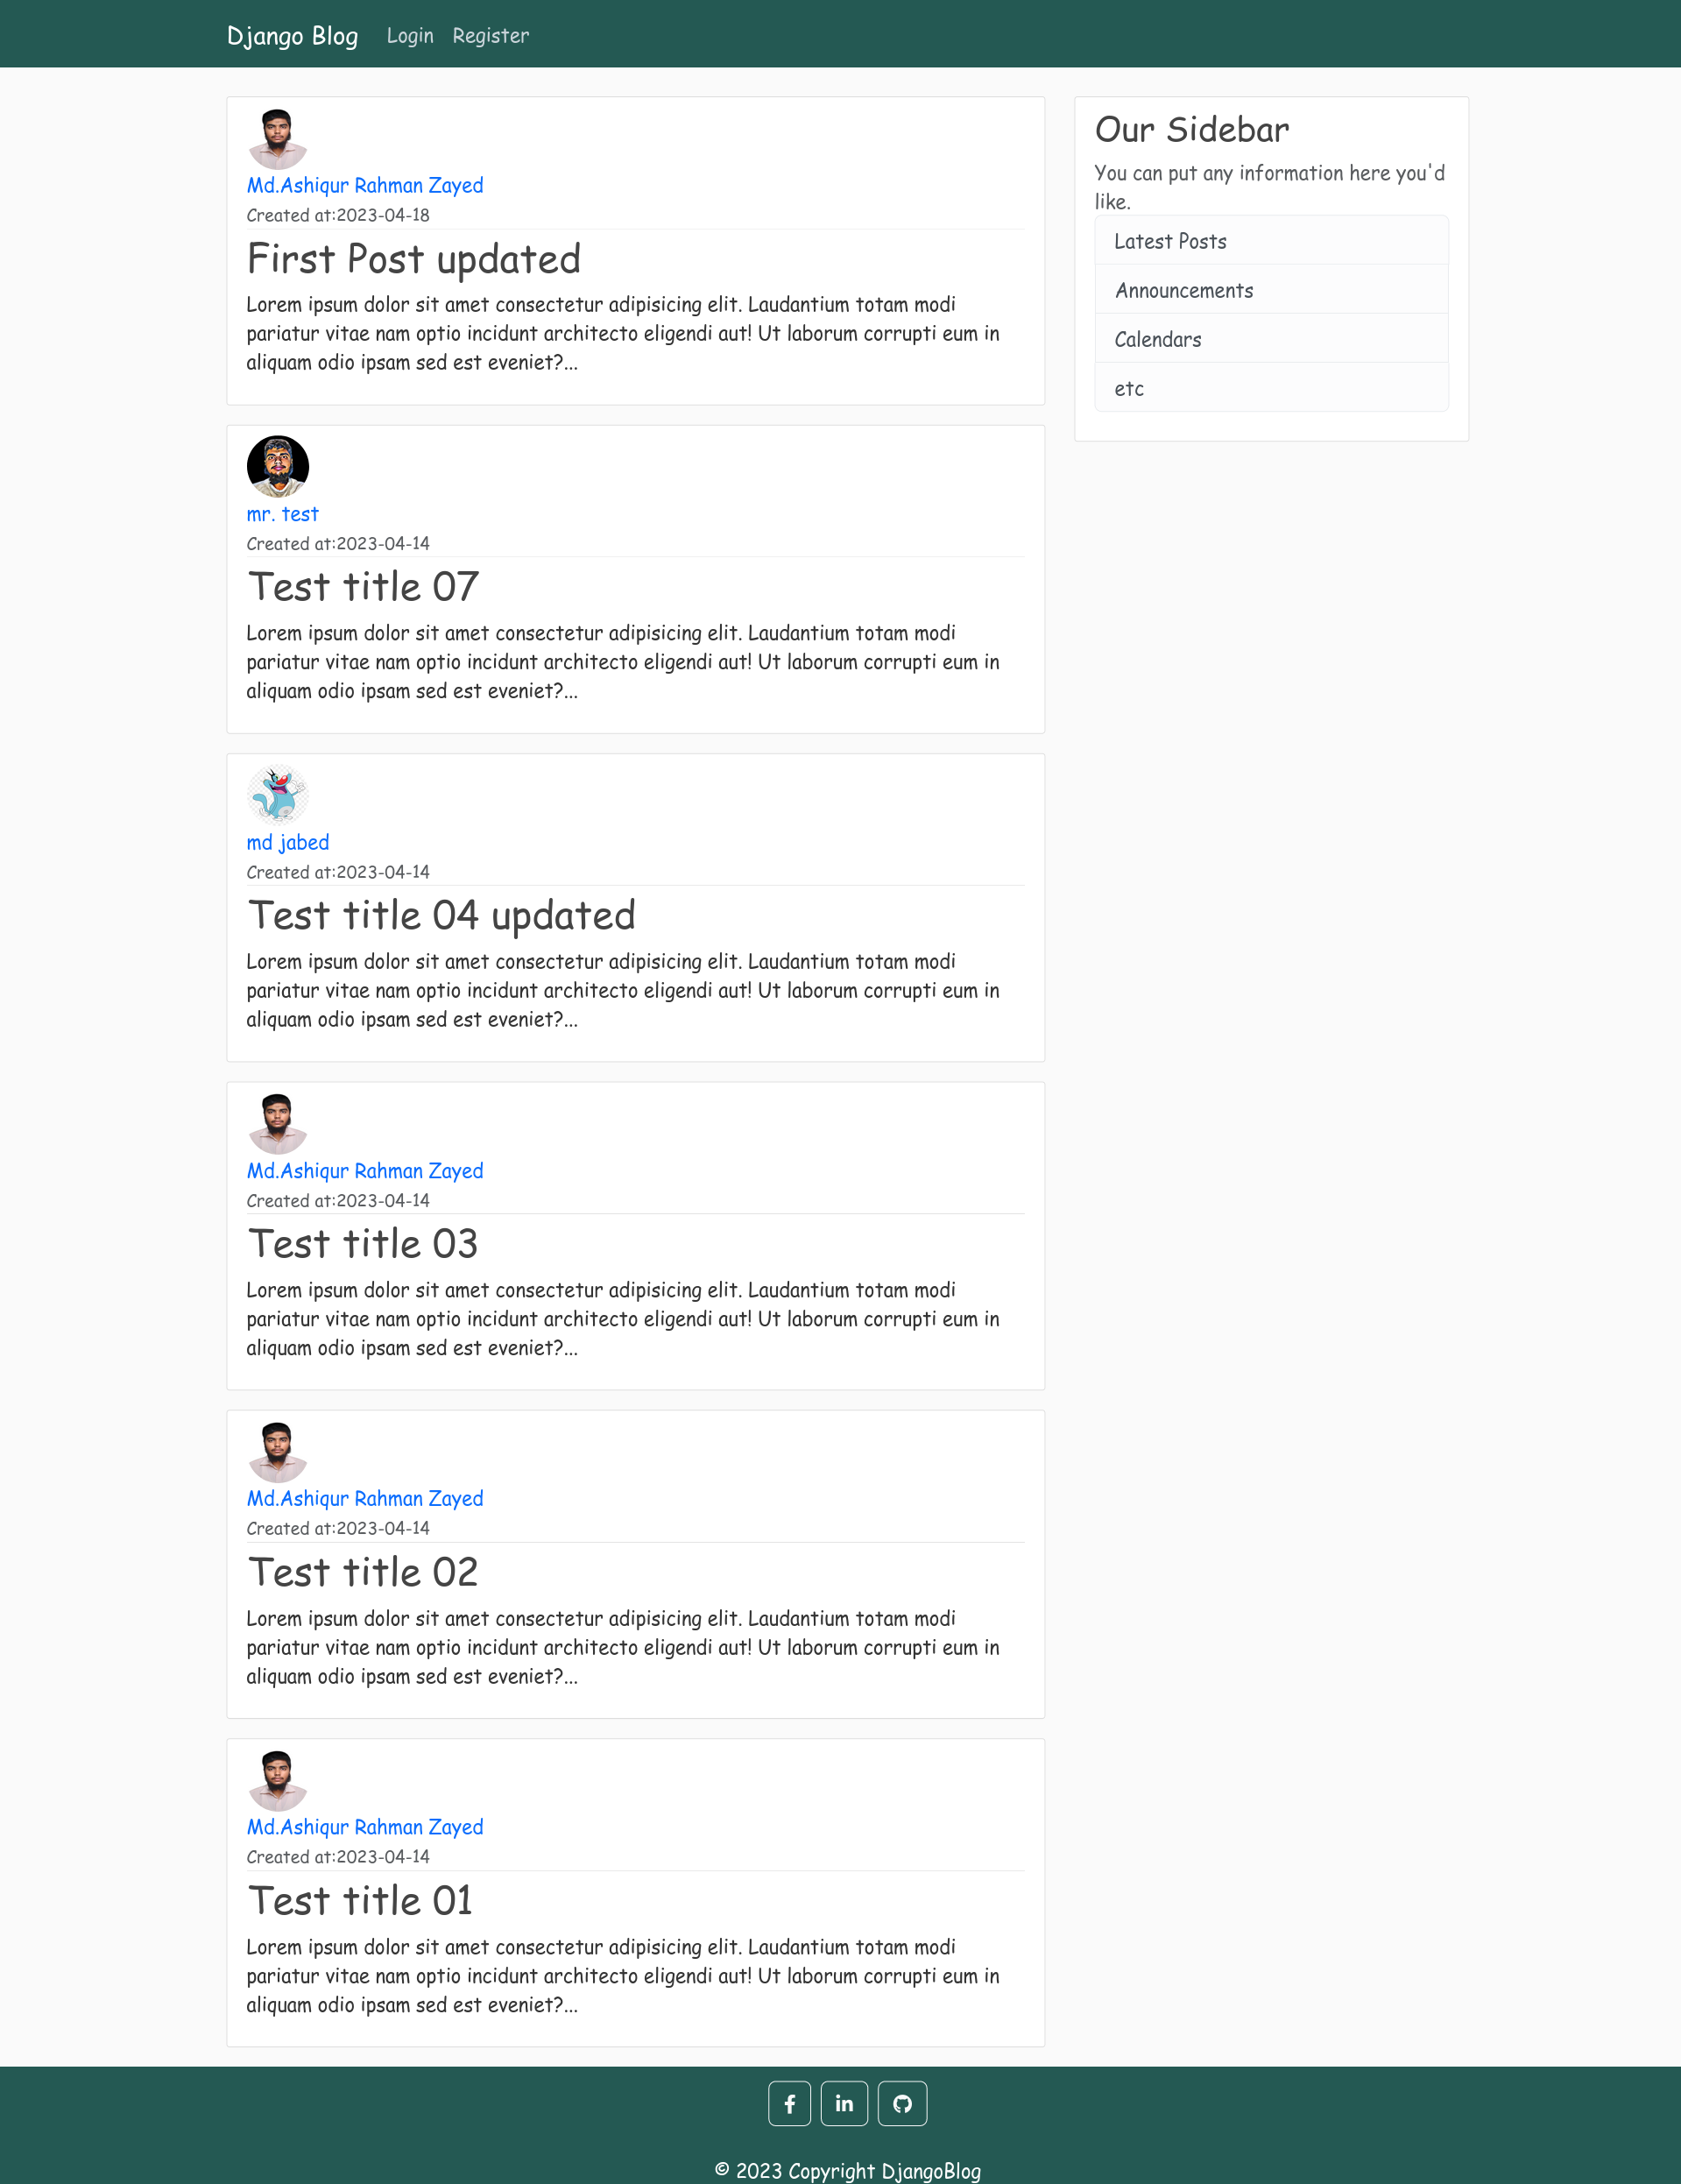 Django Blog
Login
Register
Md.Ashiqur Rahman Zayed
Created at:2023-04-18
First Post updated
Lorem ipsum dolor sit amet consectetur adipisicing elit. Laudantium totam modi
pariatur vitae nam optio incidunt architecto eligendi aut! Ut laborum corrupti eum in
aliquam odio ipsam sed est eveniet?...
mr. test
Created at:2023-04-14
Test title 07
Lorem ipsum dolor sit amet consectetur adipisicing elit. Laudantium totam modi
pariatur vitae nam optio incidunt architecto eligendi aut! Ut laborum corrupti eum in
aliquam odio ipsam sed est eveniet?...
md jabed
Created at:2023-04-14
Test title 04 updated
Lorem ipsum dolor sit amet consectetur adipisicing elit. Laudantium totam modi
pariatur vitae nam optio incidunt architecto eligendi aut! Ut laborum corrupti eum in
aliquam odio ipsam sed est eveniet?...
Md.Ashiqur Rahman Zayed
Created at:2023-04-14
Test title 03
Lorem ipsum dolor sit amet consectetur adipisicing elit. Laudantium totam modi
pariatur vitae nam optio incidunt architecto eligendi aut! Ut laborum corrupti eum in
aliquam odio ipsam sed est eveniet?...
Md.Ashiqur Rahman Zayed
Created at:2023-04-14
Test title 02
Lorem ipsum dolor sit amet consectetur adipisicing elit. Laudantium totam modi
pariatur vitae nam optio incidunt architecto eligendi aut! Ut laborum corrupti eum in
aliquam odio ipsam sed est eveniet?...
Md.Ashiqur Rahman Zayed
Created at:2023-04-14
Test title 01
Lorem ipsum dolor sit amet consectetur adipisicing elit. Laudantium totam modi
pariatur vitae nam optio incidunt architecto eligendi aut! Ut laborum corrupti eum in
aliquam odio ipsam sed est eveniet?...
Our Sidebar
You can put any information here you'd
like.
Latest Posts
Announcements
Calendars
etc
© 2023 Copyright DjangoBlog